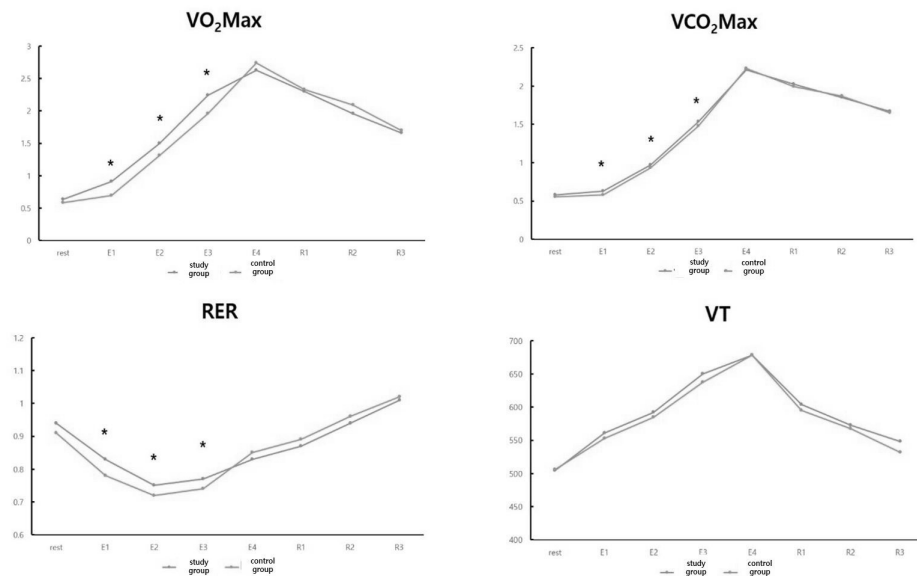 VO₂Max
3
2.5
2
1.5
1
0.5
0
rest E1 E2 E3 E4 R1 R2 R3
study group control group
* * *
VCO₂Max
2.5
2
1.5
1
0.5
0
rest E1 E2 E3 E4 R1 R2 R3
study group control group
* * *
RER
1.2
1.1
1
0.9
0.8
0.7
0.6
rest E1 E2 E3 E4 R1 R2 R3
study group control group
* * *
VT
700
650
600
550
500
450
400
rest E1 E2 E3 E4 R1 R2 R3
study group control group